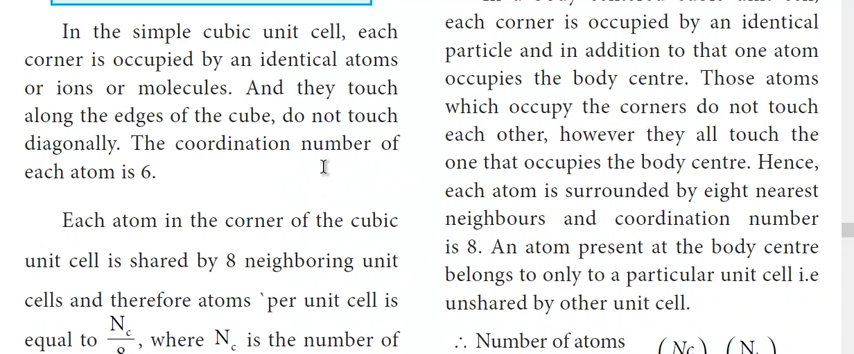 In the simple cubic unit cell, each
corner is occupied by an identical atoms
or ions or molecules. And they touch
along the edges of the cube, do not touch
diagonally. The coordination number of
each atom is 6.
Each atom in the corner of the cubic
unit cell is shared by 8 neighboring unit
cells and therefore atoms `per unit cell is
equal to N_c/8, where N_c is the number of
each corner is occupied by an identical
particle and in addition to that one atom
occupies the body centre. Those atoms
which occupy the corners do not touch
each other, however they all touch the
one that occupies the body centre. Hence,
each atom is surrounded by eight nearest
neighbours and coordination number
is 8. An atom present at the body centre
belongs to only to a particular unit cell i.e
unshared by other unit cell.
∴ Number of atoms (Nc) (N